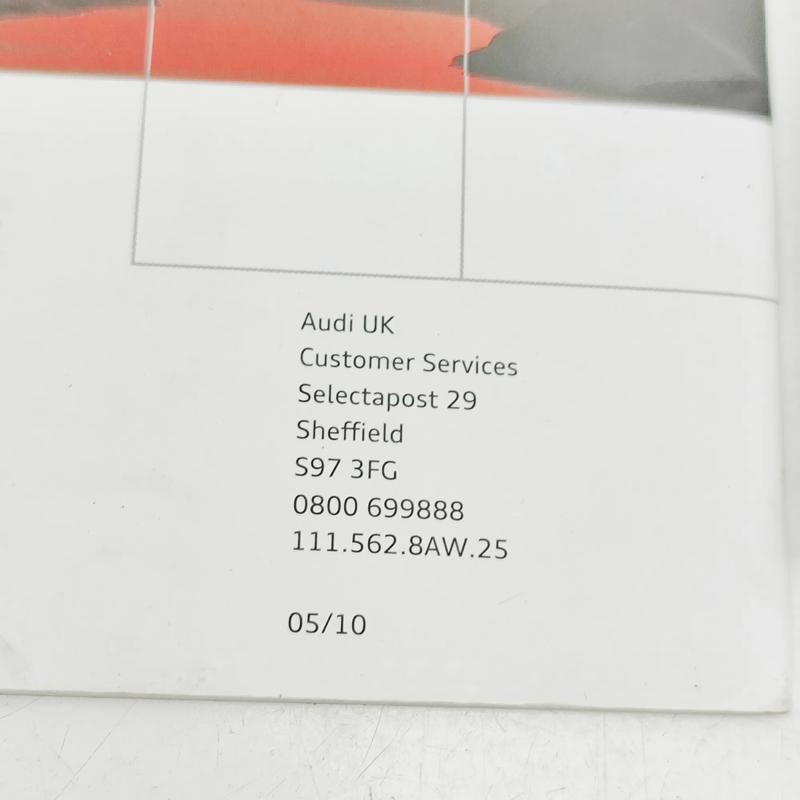 Audi UK
Customer Services
Selectapost 29
Sheffield
S97 3FG
0800 699888
111.562.8AW.25
05/10